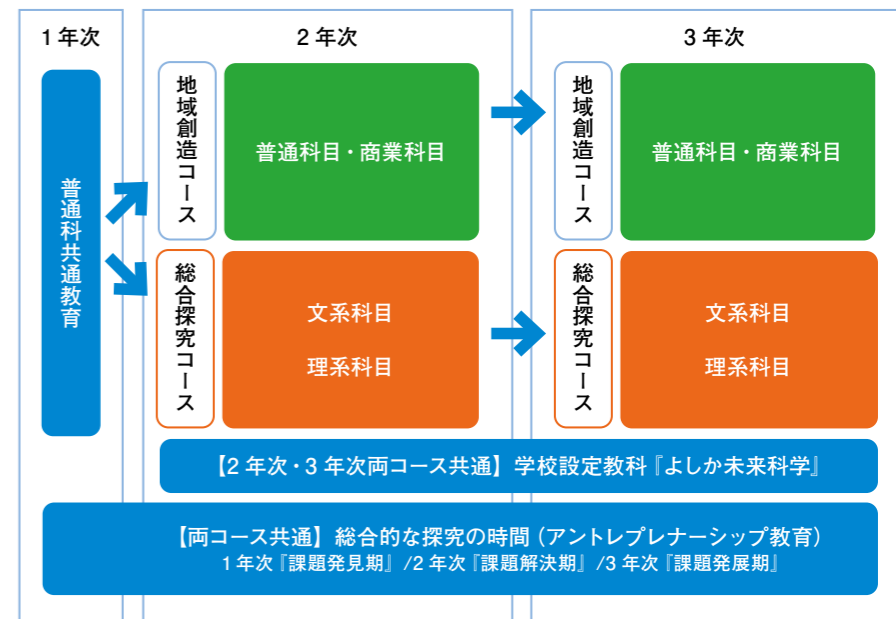 1年次
2年次
3年次
普通科共通教育
地域創造コース
普通科目・商業科目
地域創造コース
普通科目・商業科目
総合探究コース
文系科目
理系科目
総合探究コース
文系科目
理系科目
【2年次・3年次両コース共通】学校設定教科『よしか未来科学』
【両コース共通】総合的な探究の時間(アントレプレナーシップ教育)
1年次『課題発見期』/2年次『課題解決期』/3年次『課題発展期』